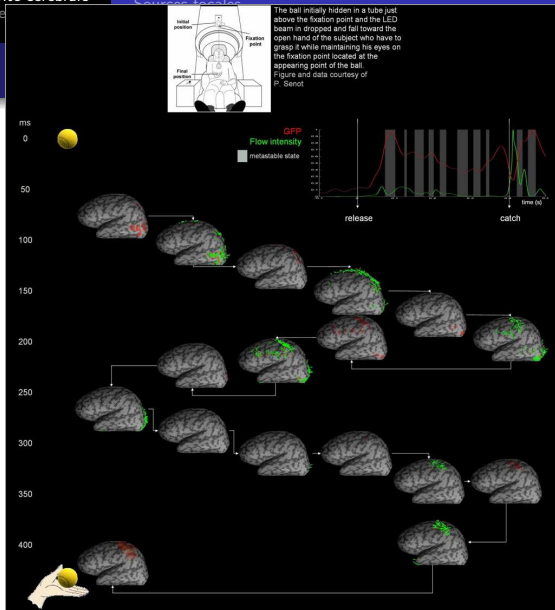 Sources focales
Initial
position
Fixation
point
Final
position
The ball initially hidden in a tube just
above the fixation point and the LED
beam in dropped and fall toward the
open hand of the subject who have to
grasp it while maintaining his eyes on
the fixation point located at the
appearing point of the ball.
Figure and data courtesy of
P. Senot
ms
0
50
100
150
200
250
300
350
400
GFP
Flow intensity
metastable state
time (s)
release
catch